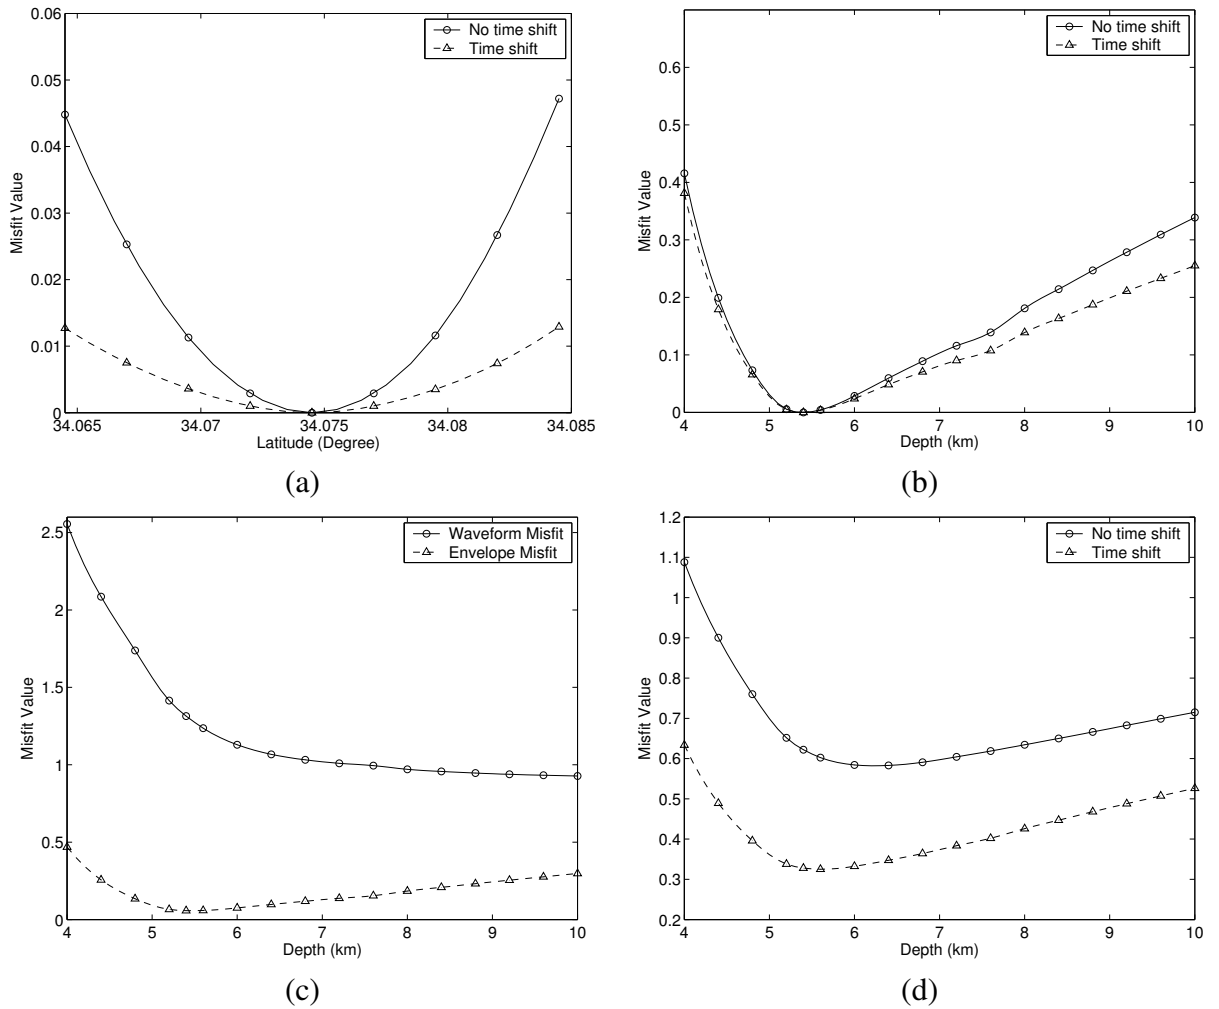 0.06
0.05
0.04
0.03
0.02
0.01
0
Misfit Value
34.065 34.07 34.075 34.08 34.085
Latitude (Degree)
No time shift
Time shift
(a)
0.6
0.5
0.4
0.3
0.2
0.1
0
Misfit Value
4 5 6 7 8 9 10
Depth (km)
No time shift
Time shift
(b)
2.5
2
1.5
1
0.5
0
Misfit Value
4 5 6 7 8 9 10
Depth (km)
Waveform Misfit
Envelope Misfit
(c)
1.2
1.1
1
0.9
0.8
0.7
0.6
0.5
0.4
0.3
0.2
Misfit Value
4 5 6 7 8 9 10
Depth (km)
No time shift
Time shift
(d)